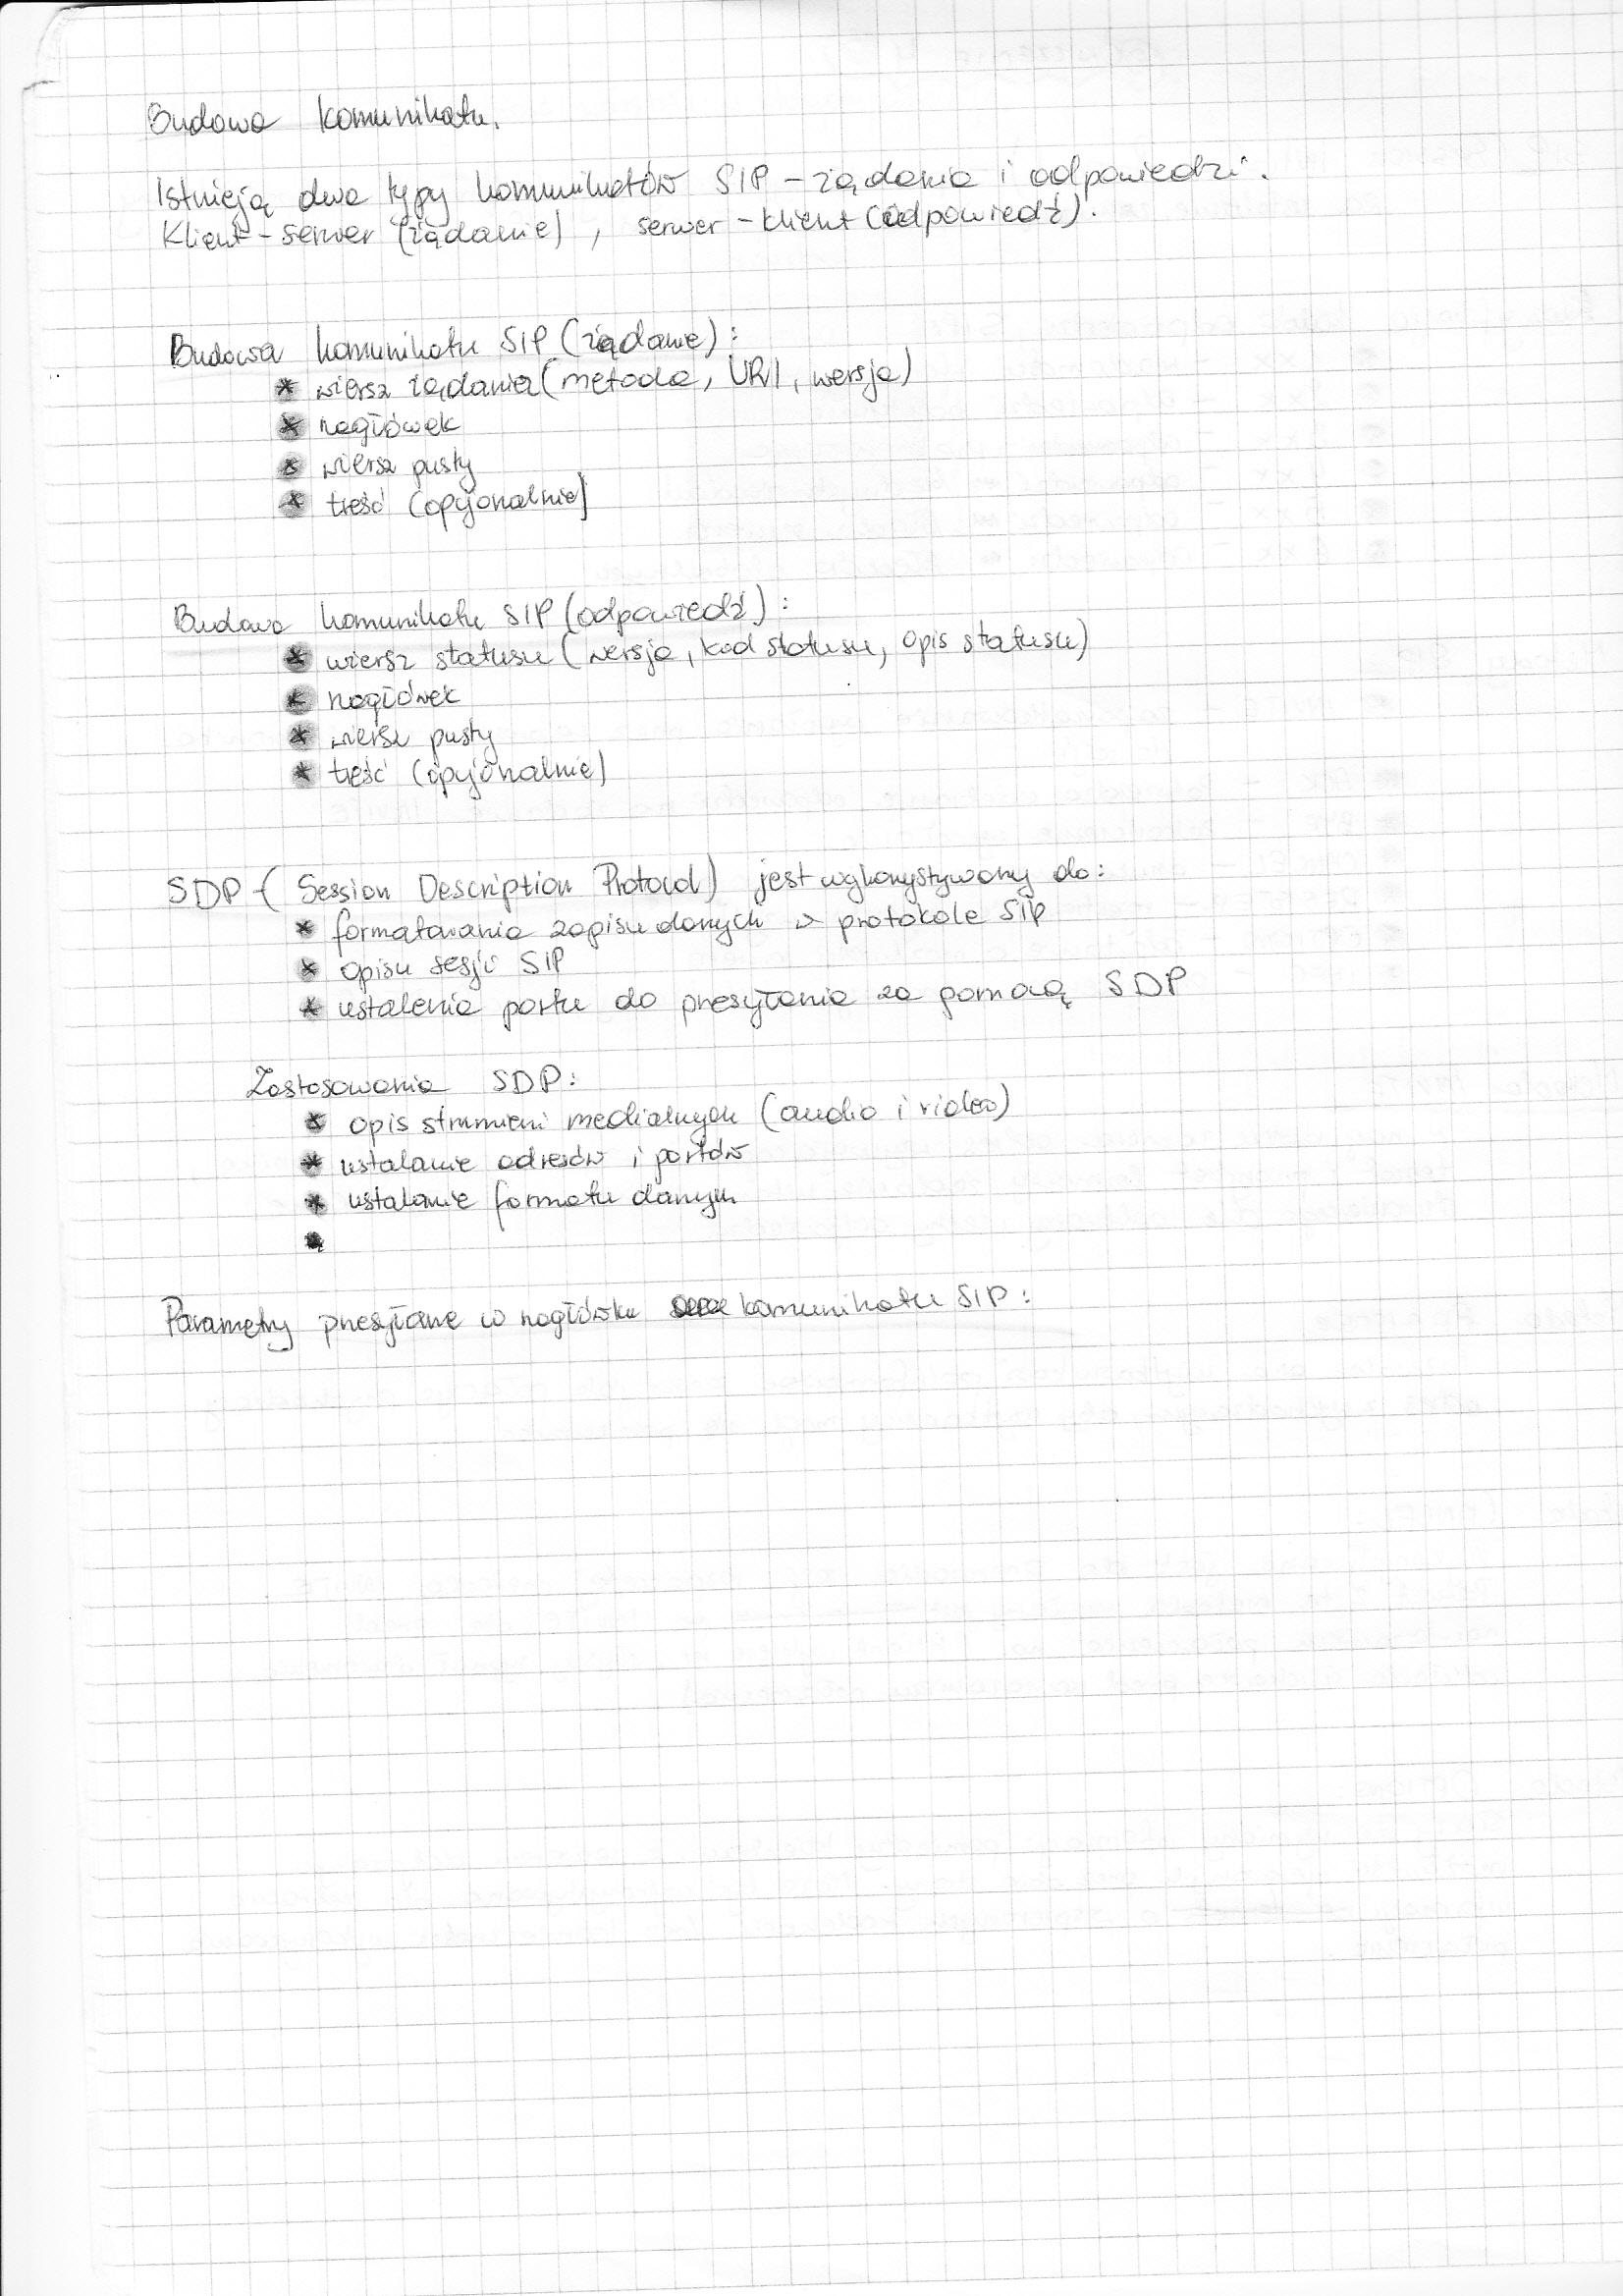 Budowa komunikatu.
Istnieją dwa typy komunikatów SIP - żądania i odpowiedzi.
Klient - serwer (żądanie), serwer - klient (odpowiedź).
Budowa komunikatu SIP (żądanie):
* wiersz żądania (metoda, URI, wersja)
* nagłówek
* wiersz pusty
* treść (opcjonalnie)
Budowa komunikatu SIP (odpowiedź):
* wiersz statusu (wersja, kod statusu, opis statusu)
* nagłówek
* wiersz pusty
* treść (opcjonalnie)
SDP - (Session Description Protocol) jest wykorzystywany do:
* formatowania zapisu danych w protokole SIP
* opisu sesji SIP
* ustalenia portu do przesyłania za pomocą SDP
Zastosowania SDP:
* opis strumieni medialnych (audio i video)
* ustalanie adresów i portów
* ustalanie formatu danych
Parametry przesyłane w nagłówku komunikatu SIP: